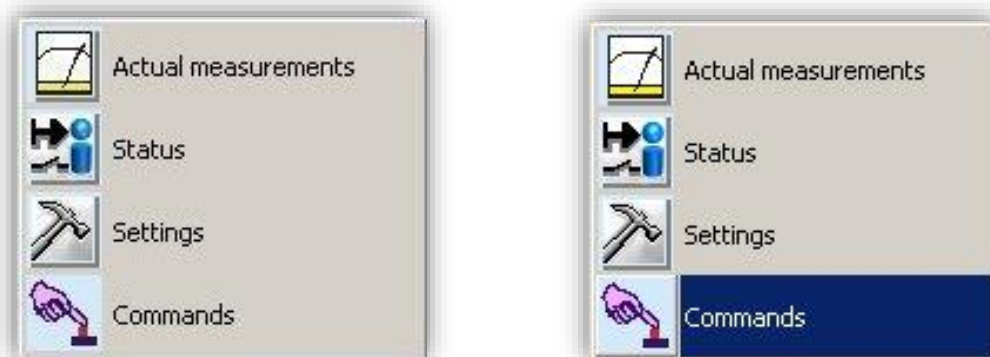 Actual measurements
Status
Settings
Commands
Actual measurements
Status
Settings
Commands